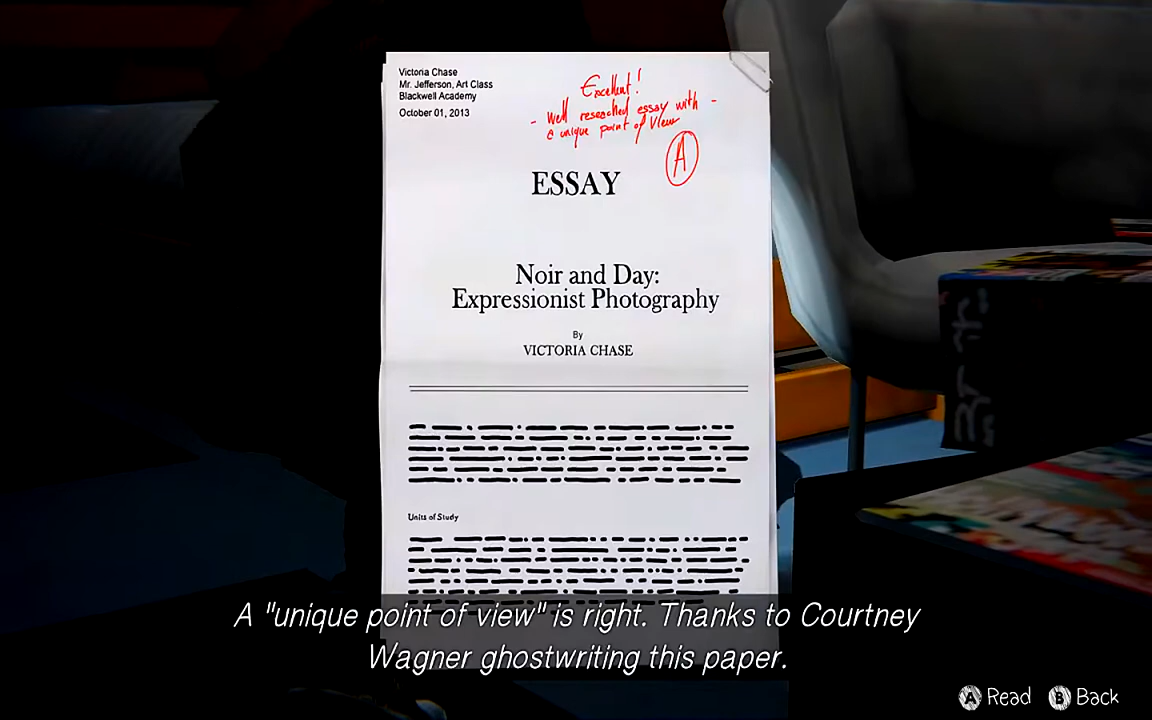 Victoria Chase
Mr. Jefferson, Art Class
Blackwell Academy
October 01, 2013
Excellent!
- Well researched essay with -
a unique point of view
A
ESSAY
Noir and Day:
Expressionist Photography
By
VICTORIA CHASE
Units of Study
A "unique point of view" is right. Thanks to Courtney
Wagner ghostwriting this paper.
A Read B Back